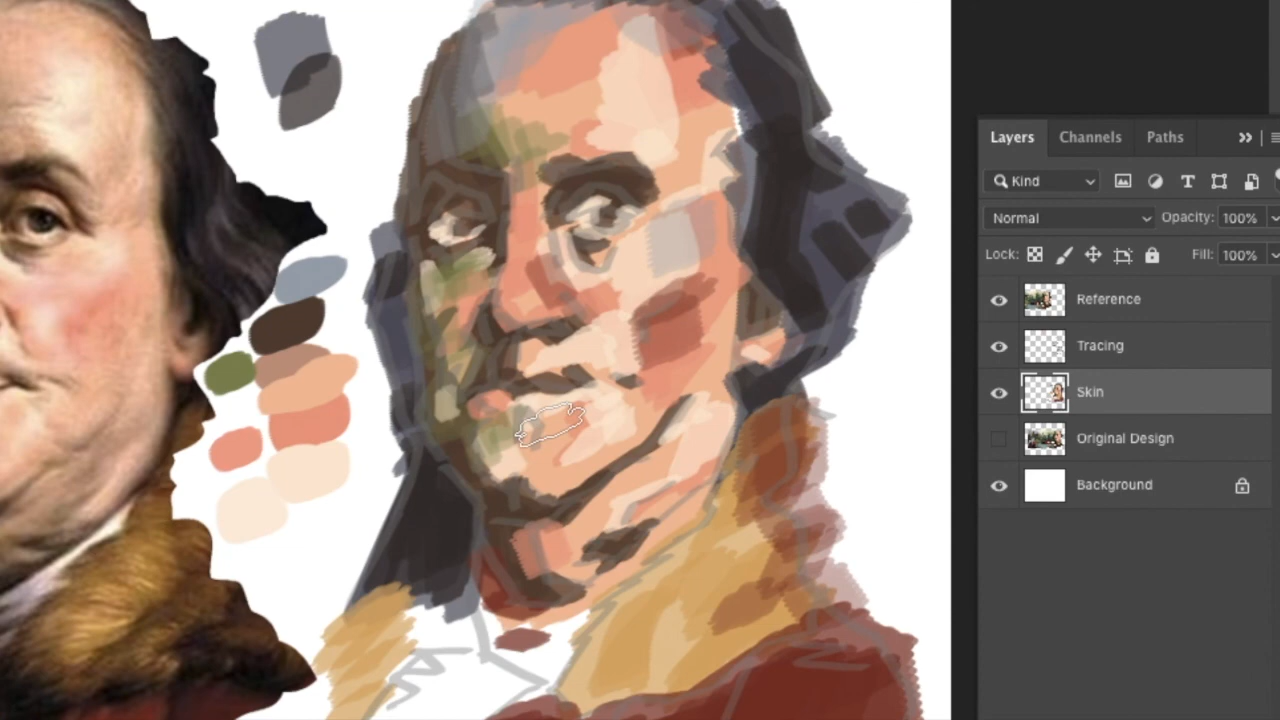 Layers Channels Paths
Kind
Normal Opacity: 100%
Lock: Fill: 100%
Reference
Tracing
Skin
Original Design
Background